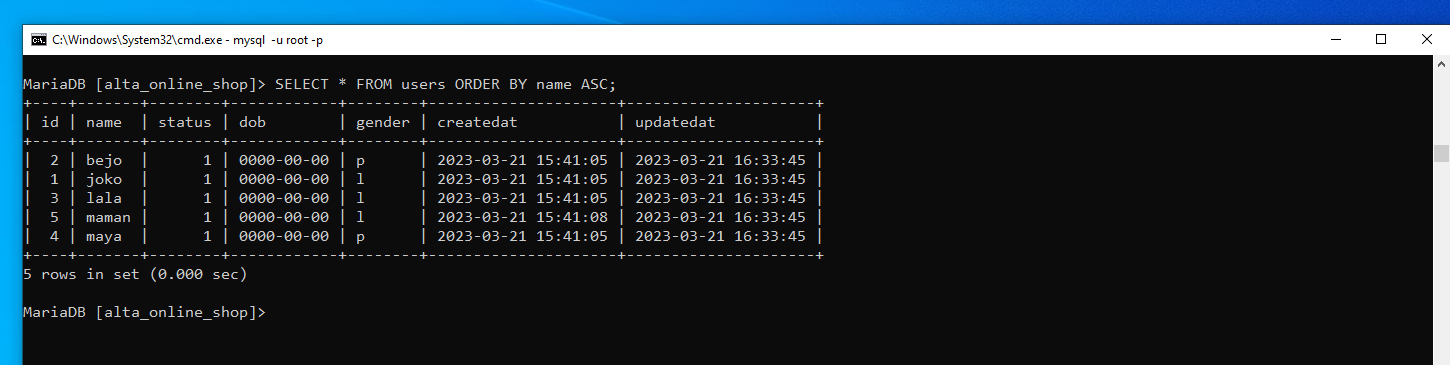 C:\Windows\System32\cmd.exe - mysql  -u root -p
MariaDB [alta_online_shop]> SELECT * FROM users ORDER BY name ASC;
+----+-------+--------+------------+--------+---------------------+---------------------+
| id | name  | status | dob        | gender | createdat           | updatedat           |
+----+-------+--------+------------+--------+---------------------+---------------------+
|  2 | bejo  |      1 | 0000-00-00 | p      | 2023-03-21 15:41:05 | 2023-03-21 16:33:45 |
|  1 | joko  |      1 | 0000-00-00 | l      | 2023-03-21 15:41:05 | 2023-03-21 16:33:45 |
|  3 | lala  |      1 | 0000-00-00 | l      | 2023-03-21 15:41:05 | 2023-03-21 16:33:45 |
|  5 | maman |      1 | 0000-00-00 | l      | 2023-03-21 15:41:08 | 2023-03-21 16:33:45 |
|  4 | maya  |      1 | 0000-00-00 | p      | 2023-03-21 15:41:05 | 2023-03-21 16:33:45 |
+----+-------+--------+------------+--------+---------------------+---------------------+
5 rows in set (0.000 sec)
MariaDB [alta_online_shop]>